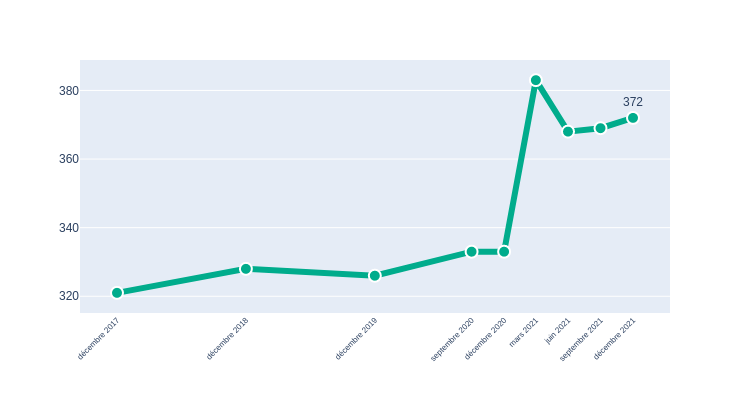 380
360
340
320
372
décembre 2017
décembre 2018
décembre 2019
septembre 2020
décembre 2020
mars 2021
juin 2021
septembre 2021
décembre 2021